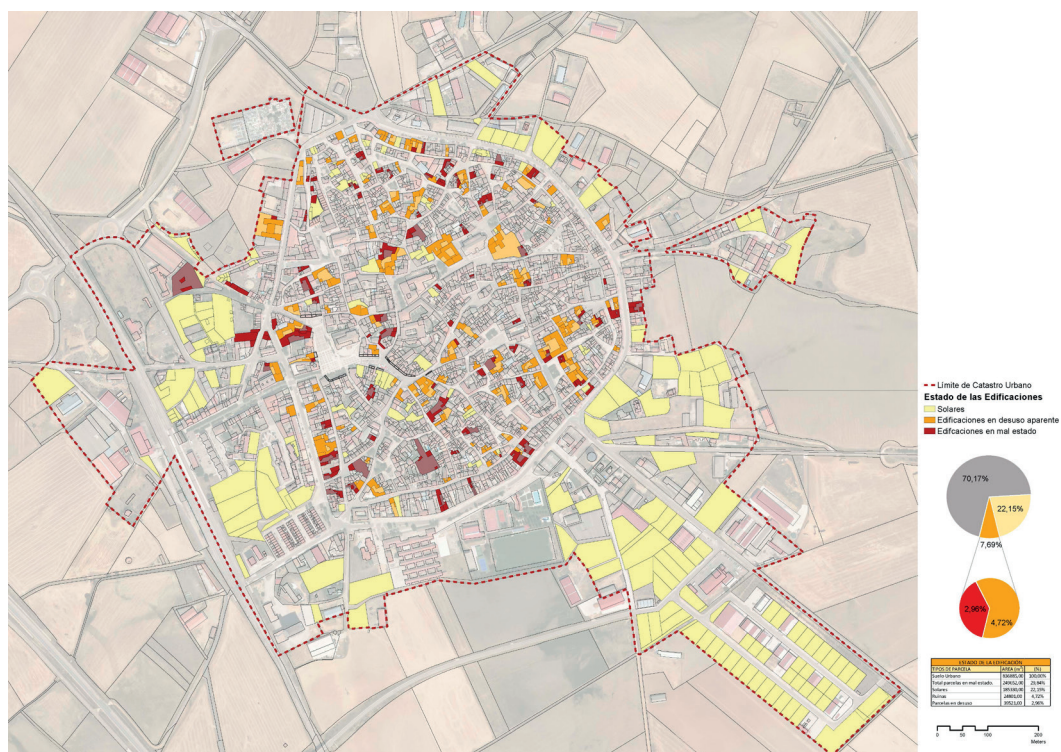 Límite de Catastro Urbano
Estado de las Edificaciones
Solares
Edificaciones en desuso aparente
Edifcaciones en mal estado
70,17%
22,15%
7,69%
2,96%
4,72%
ESTADO DE LA EDIFICACIÓN
TIPOS DE PARCELA AREA (m²) (%)
Suelo Urbano 100,00%
Total parcelas en mal estado.
Solares 22,15%
Ruinas 4,72%
Parcelas en desuso 2,96%
0 50 100 200
Meters